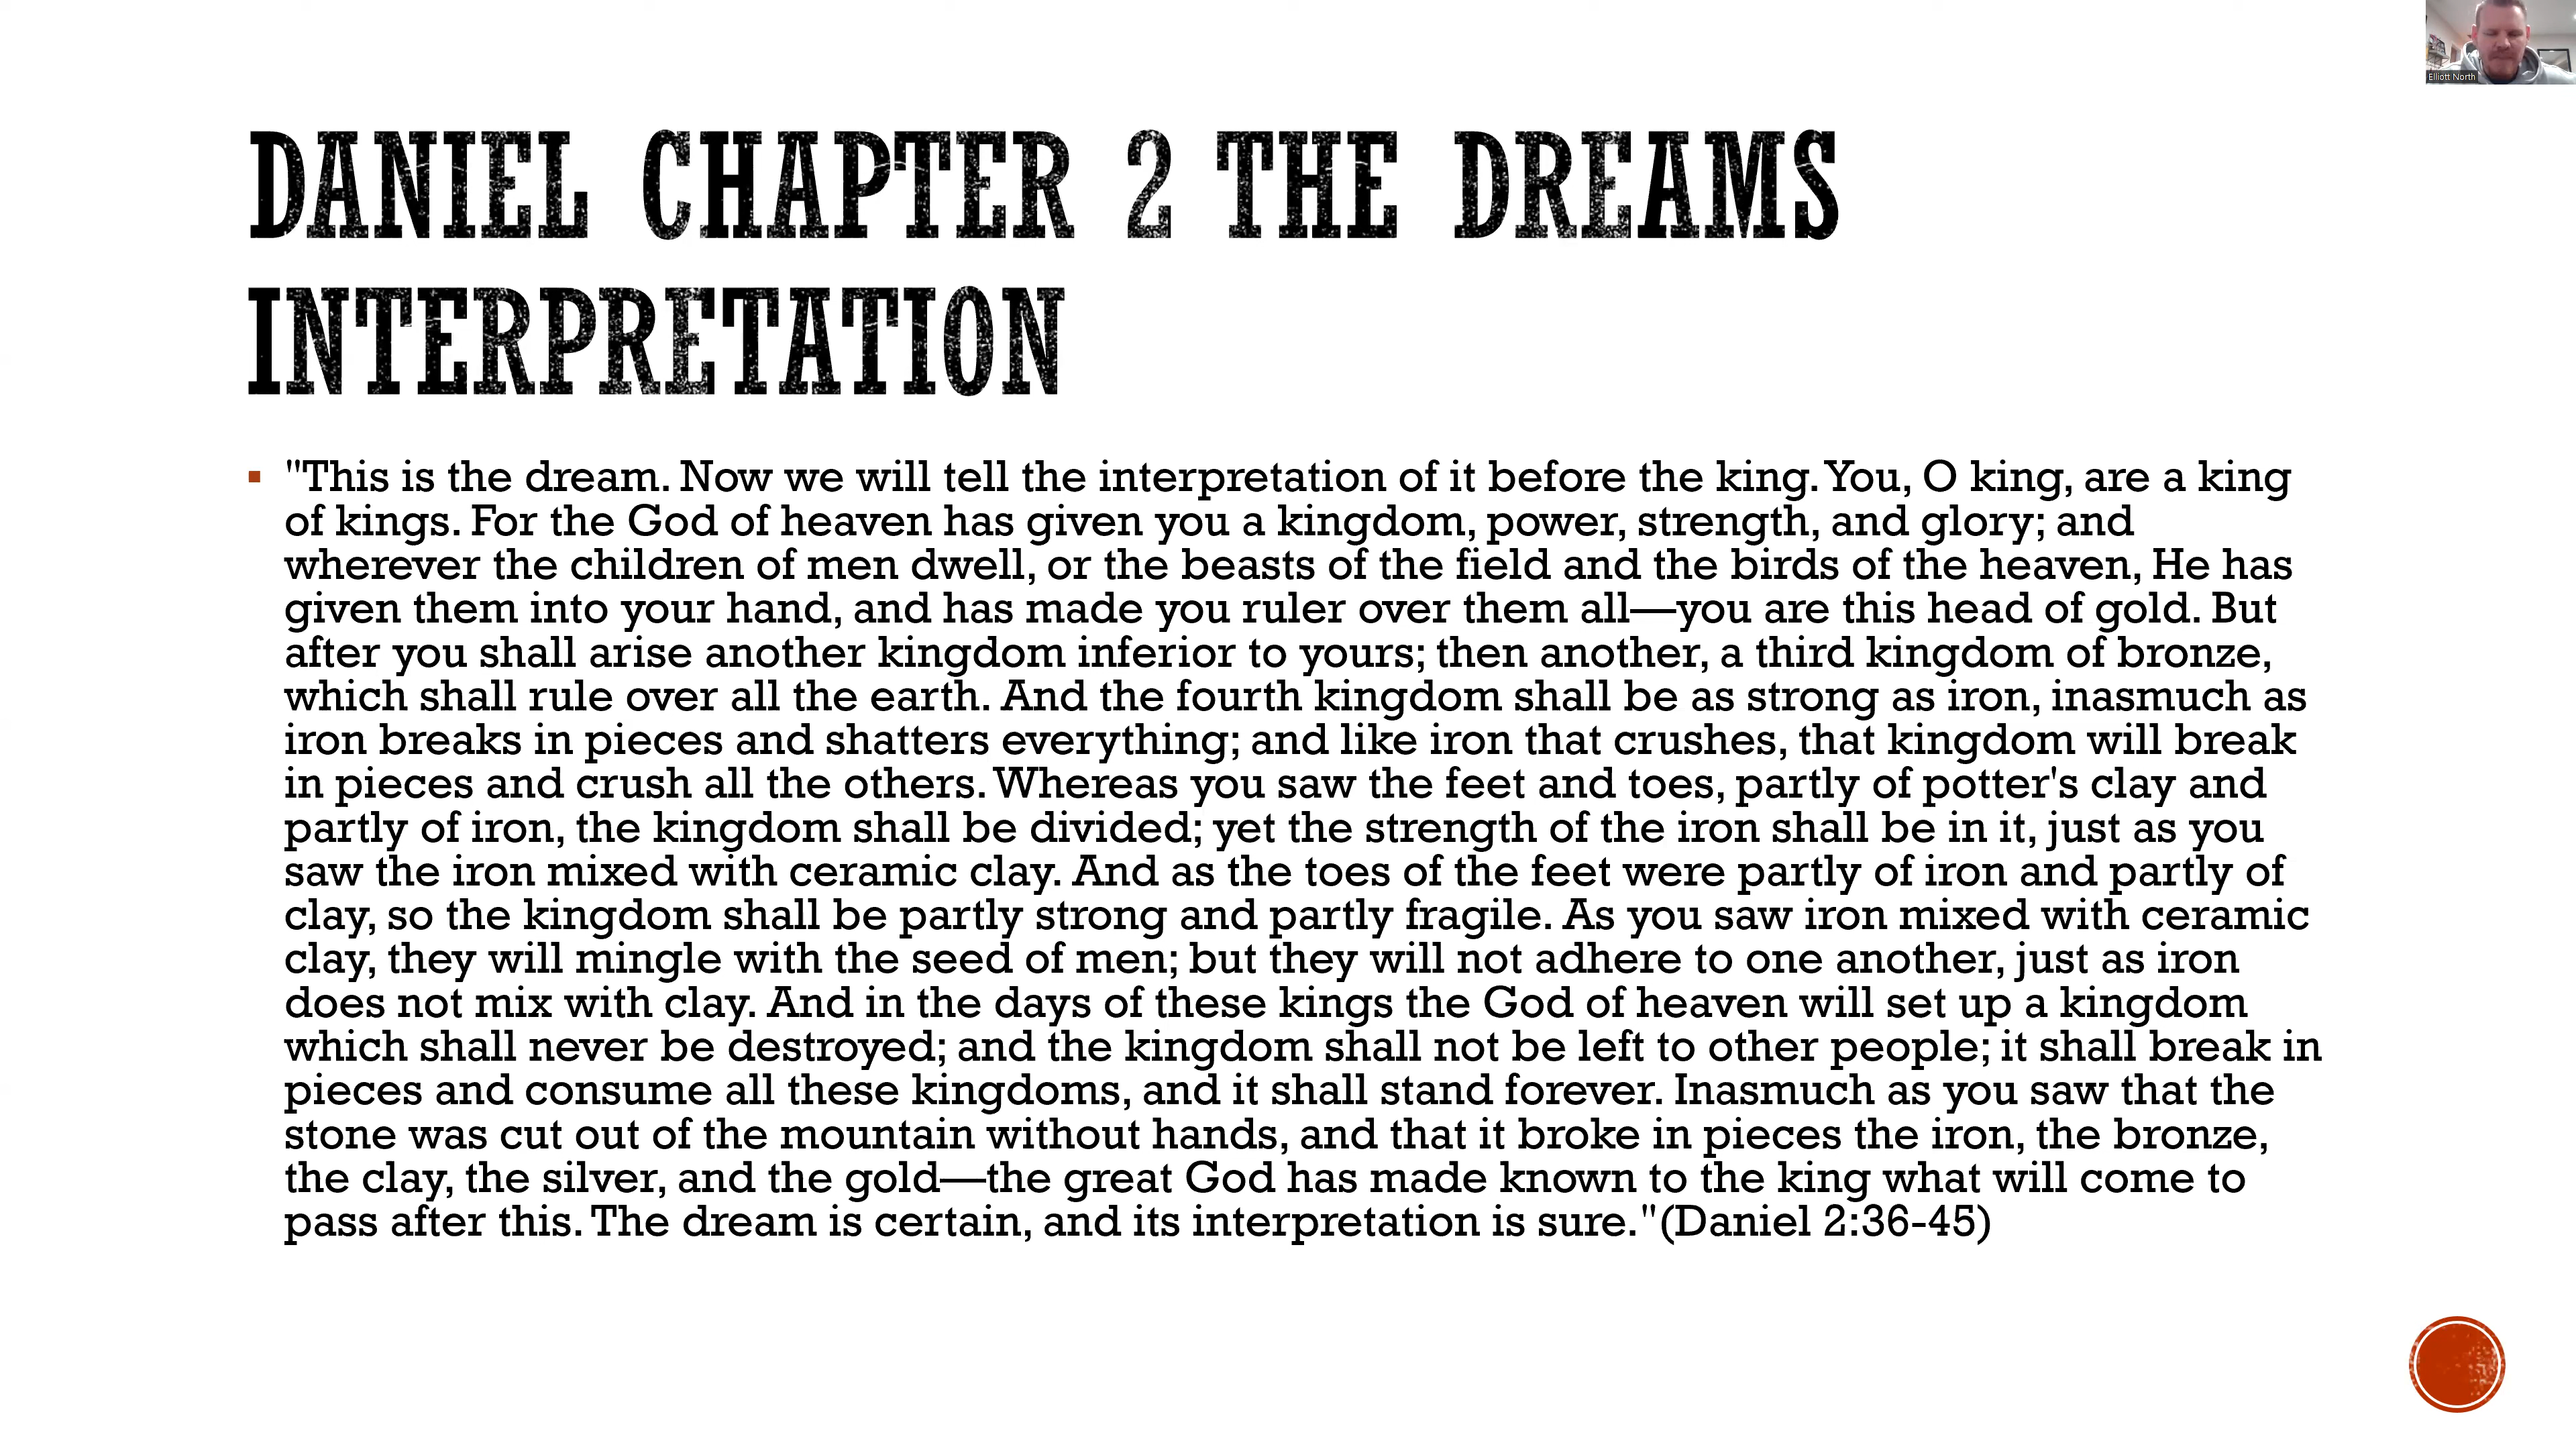 Elliott North
DANIEL CHAPTER 2 THE DREAMS
INTERPRETATION
"This is the dream. Now we will tell the interpretation of it before the king. You, O king, are a king
of kings. For the God of heaven has given you a kingdom, power, strength, and glory; and
wherever the children of men dwell, or the beasts of the field and the birds of the heaven, He has
given them into your hand, and has made you ruler over them all—you are this head of gold. But
after you shall arise another kingdom inferior to yours; then another, a third kingdom of bronze,
which shall rule over all the earth. And the fourth kingdom shall be as strong as iron, inasmuch as
iron breaks in pieces and shatters everything; and like iron that crushes, that kingdom will break
in pieces and crush all the others. Whereas you saw the feet and toes, partly of potter's clay and
partly of iron, the kingdom shall be divided; yet the strength of the iron shall be in it, just as you
saw the iron mixed with ceramic clay. And as the toes of the feet were partly of iron and partly of
clay, so the kingdom shall be partly strong and partly fragile. As you saw iron mixed with ceramic
clay, they will mingle with the seed of men; but they will not adhere to one another, just as iron
does not mix with clay. And in the days of these kings the God of heaven will set up a kingdom
which shall never be destroyed; and the kingdom shall not be left to other people; it shall break in
pieces and consume all these kingdoms, and it shall stand forever. Inasmuch as you saw that the
stone was cut out of the mountain without hands, and that it broke in pieces the iron, the bronze,
the clay, the silver, and the gold—the great God has made known to the king what will come to
pass after this. The dream is certain, and its interpretation is sure."(Daniel 2:36-45)